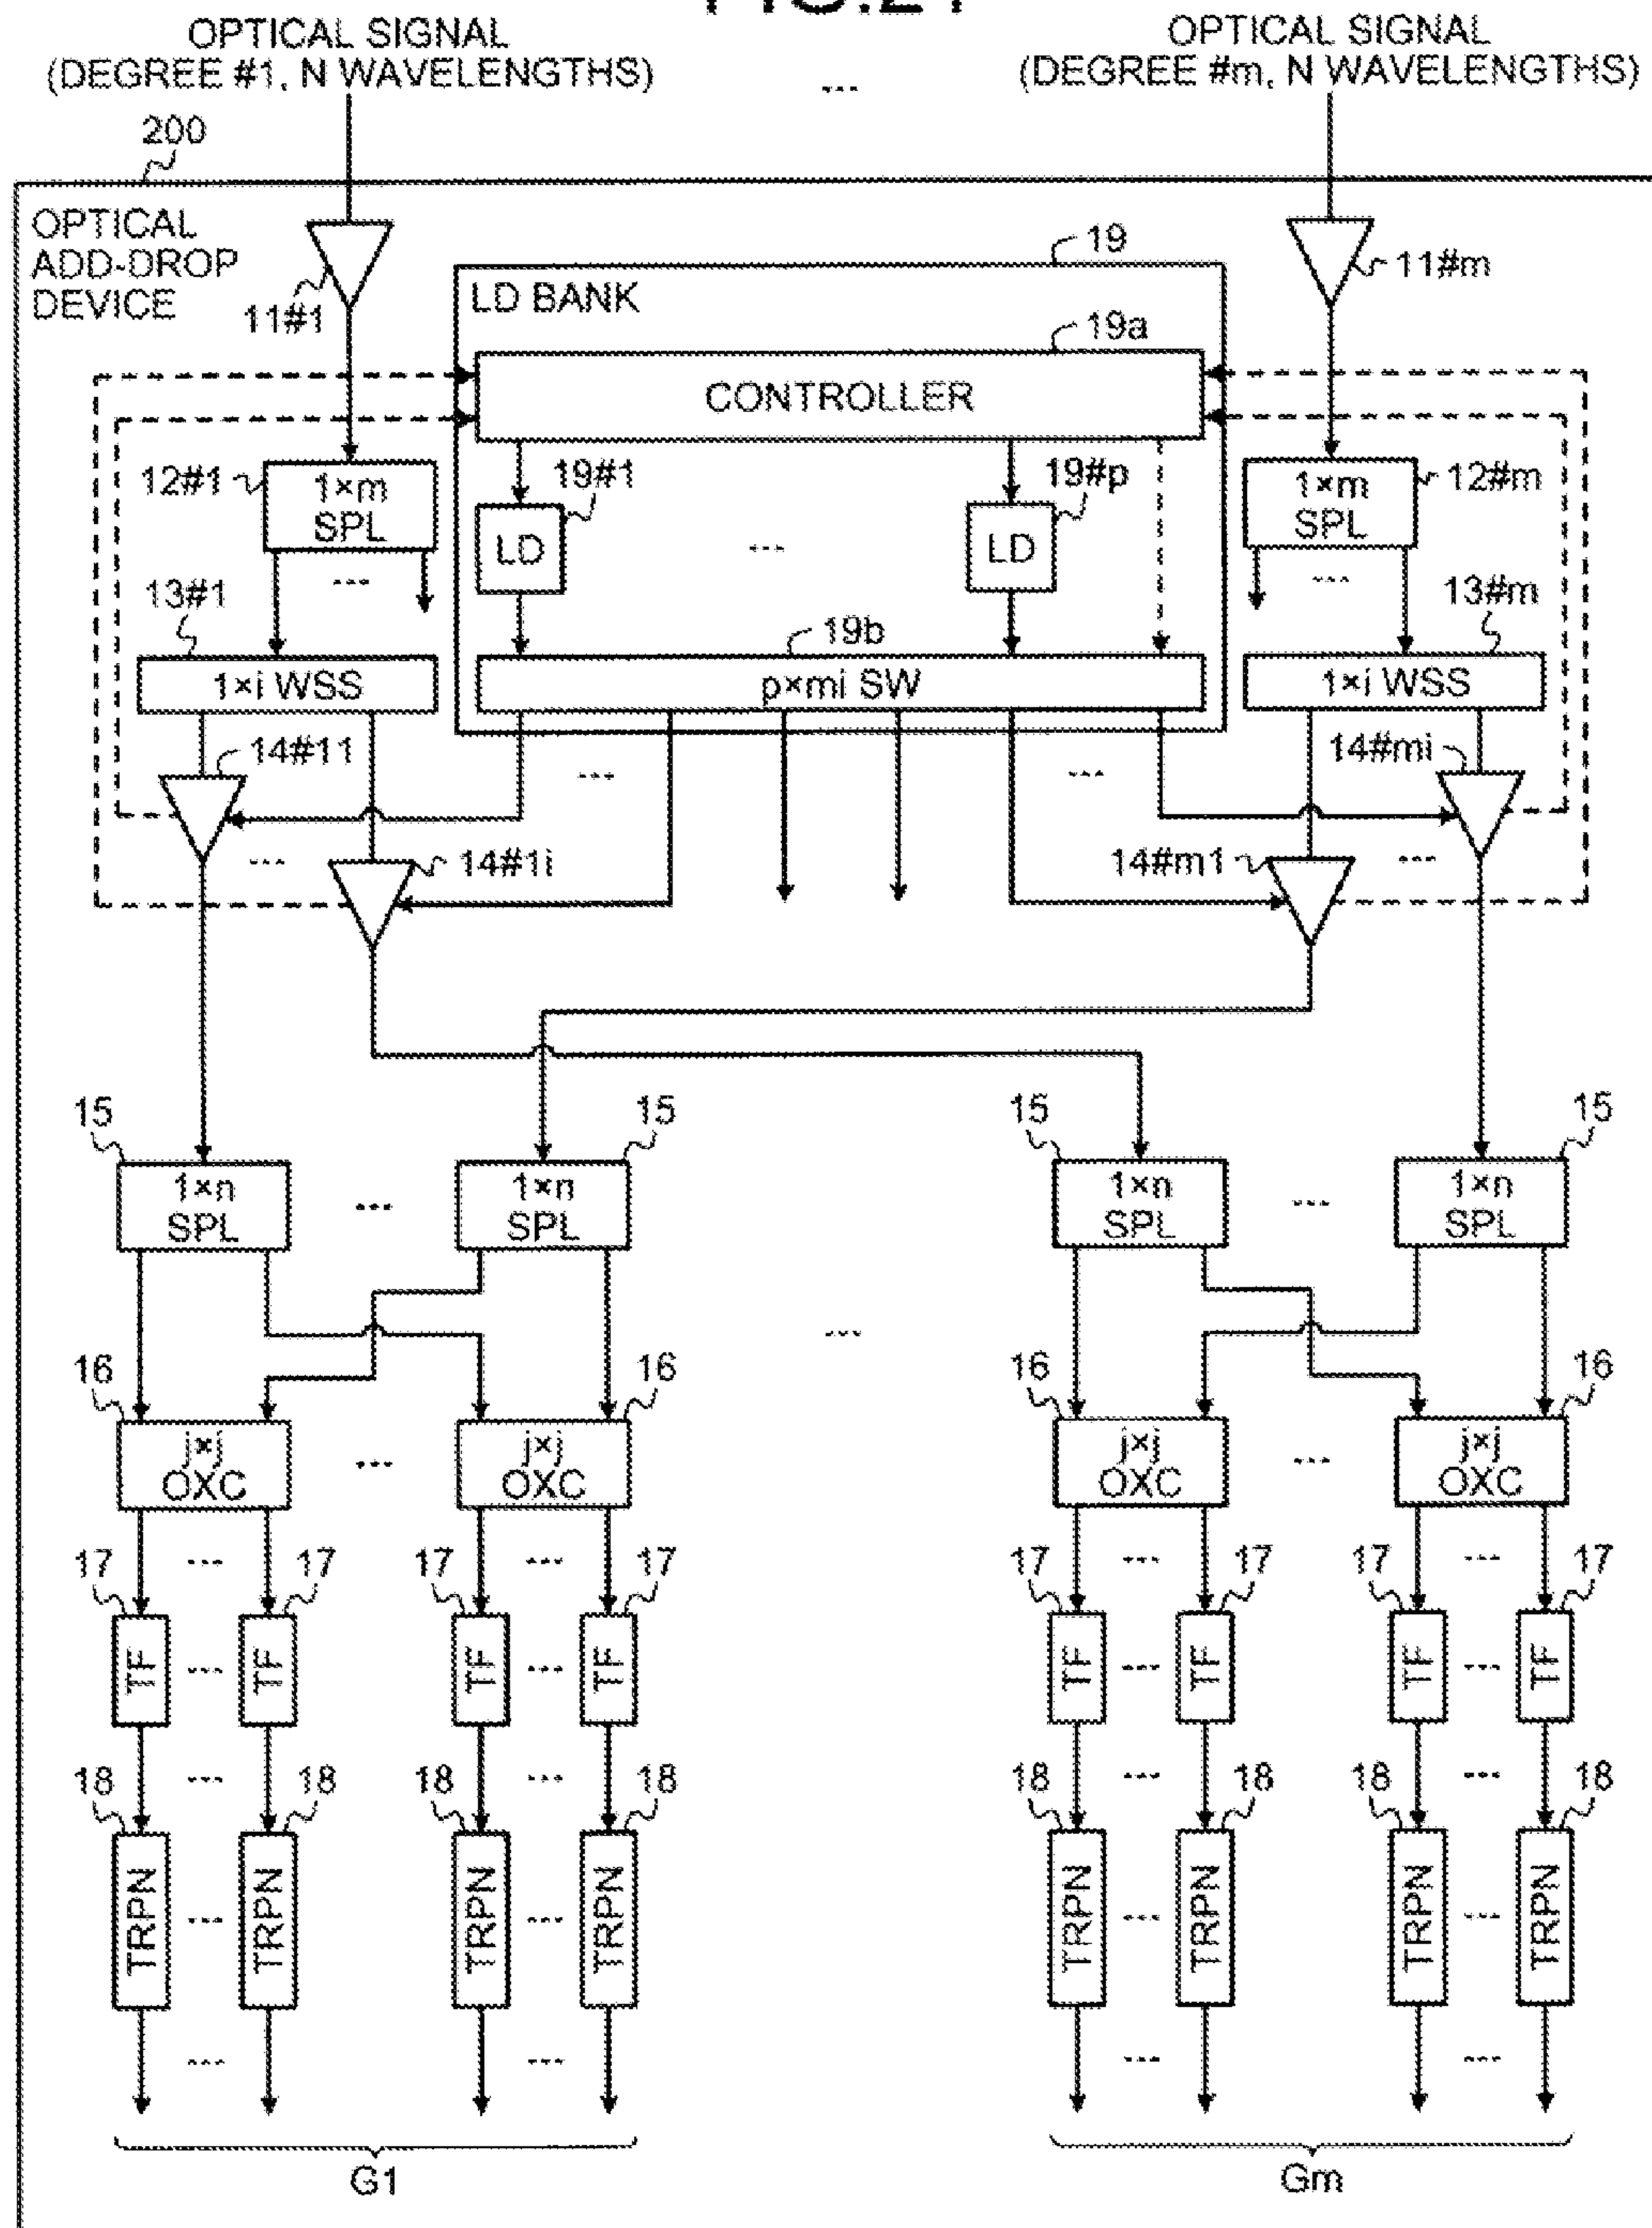 OPTICAL SIGNAL
(DEGREE #1, N WAVELENGTHS)
...
OPTICAL SIGNAL
(DEGREE #m, N WAVELENGTHS)
200
OPTICAL
ADD-DROP
DEVICE
11#1
19
11#m
LD BANK
19a
CONTROLLER
12#1
1×m
SPL
19#1
LD
...
19#p
LD
1×m
SPL
12#m
...
...
13#1
19b
13#m
1×i WSS
p×mi SW
1×i WSS
14#11
...
...
14#mi
...
14#1i
14#m1
...
15
15
15
15
1×n
SPL
...
1×n
SPL
1×n
SPL
...
1×n
SPL
...
16
16
16
16
j×j
OXC
...
j×j
OXC
j×j
OXC
...
j×j
OXC
17 ... 17
17 ... 17
17 ... 17
17 ... 17
TF ... TF
TF ... TF
TF ... TF
TF ... TF
18 ... 18
18 ... 18
18 ... 18
18 ... 18
TRPN ... TRPN
TRPN ... TRPN
TRPN ... TRPN
TRPN ... TRPN
...
...
...
...
G1
Gm